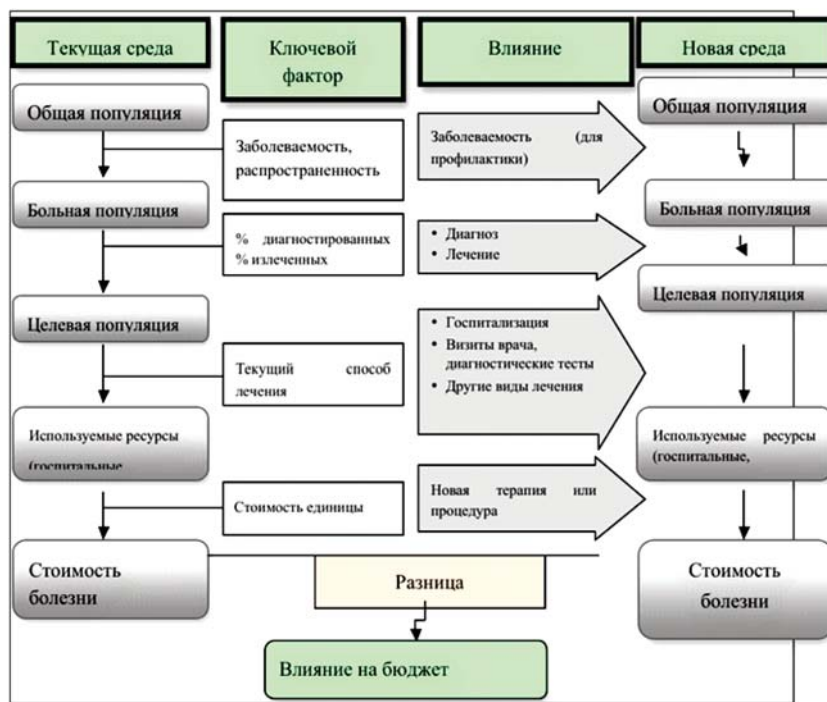 Текущая среда
Ключевой
фактор
Влияние
Новая среда
Общая популяция
Заболеваемость,
распространенность
Заболеваемость (для
профилактики)
Общая популяция
Больная популяция
% диагностированных
% излеченных
• Диагноз
• Лечение
Больная популяция
Целевая популяция
Текущий способ
лечения
• Госпитализация
• Визиты врача,
диагностические тесты
• Другие виды лечения
Целевая популяция
Используемые ресурсы
(госпитальные,
Стоимость единицы
Новая терапия или
процедура
Используемые ресурсы
(госпитальные,
Стоимость
болезни
Разница
Стоимость
болезни
Влияние на бюджет